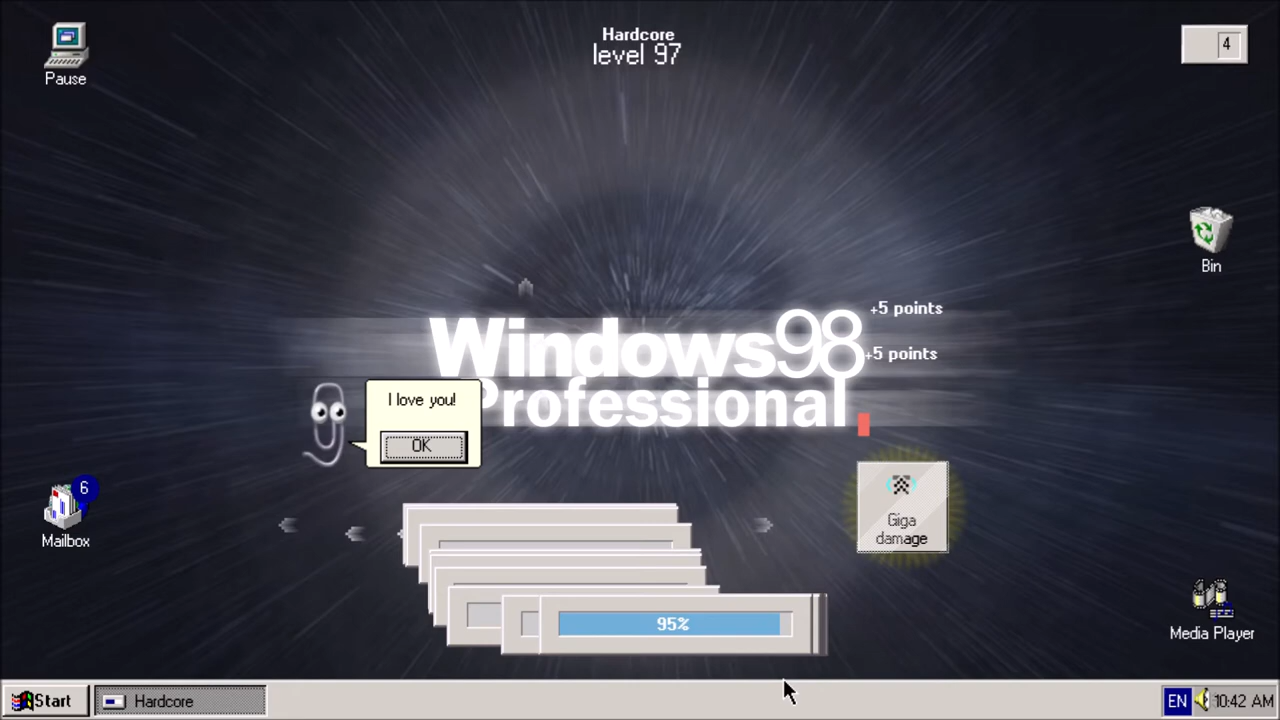 Hardcore
level 97
4
Pause
Bin
+5 points
Windows98
+5 points
Professional
I love you!
OK
6
Mailbox
Giga
damage
95%
Media Player
Start
Hardcore
EN
10:42 AM